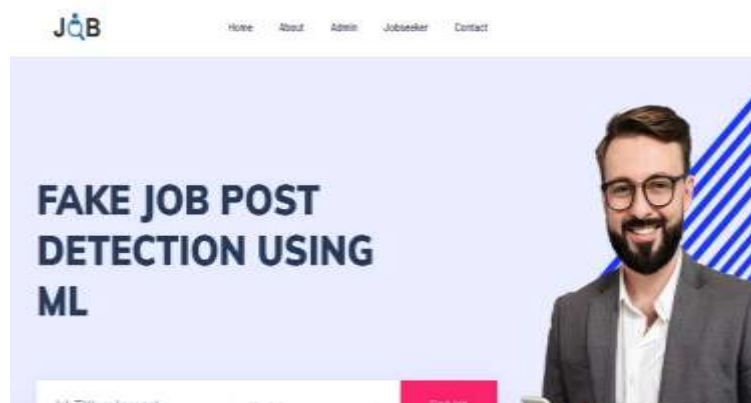 JOB
Home About Admin Jobseeker Contact
FAKE JOB POST
DETECTION USING
ML